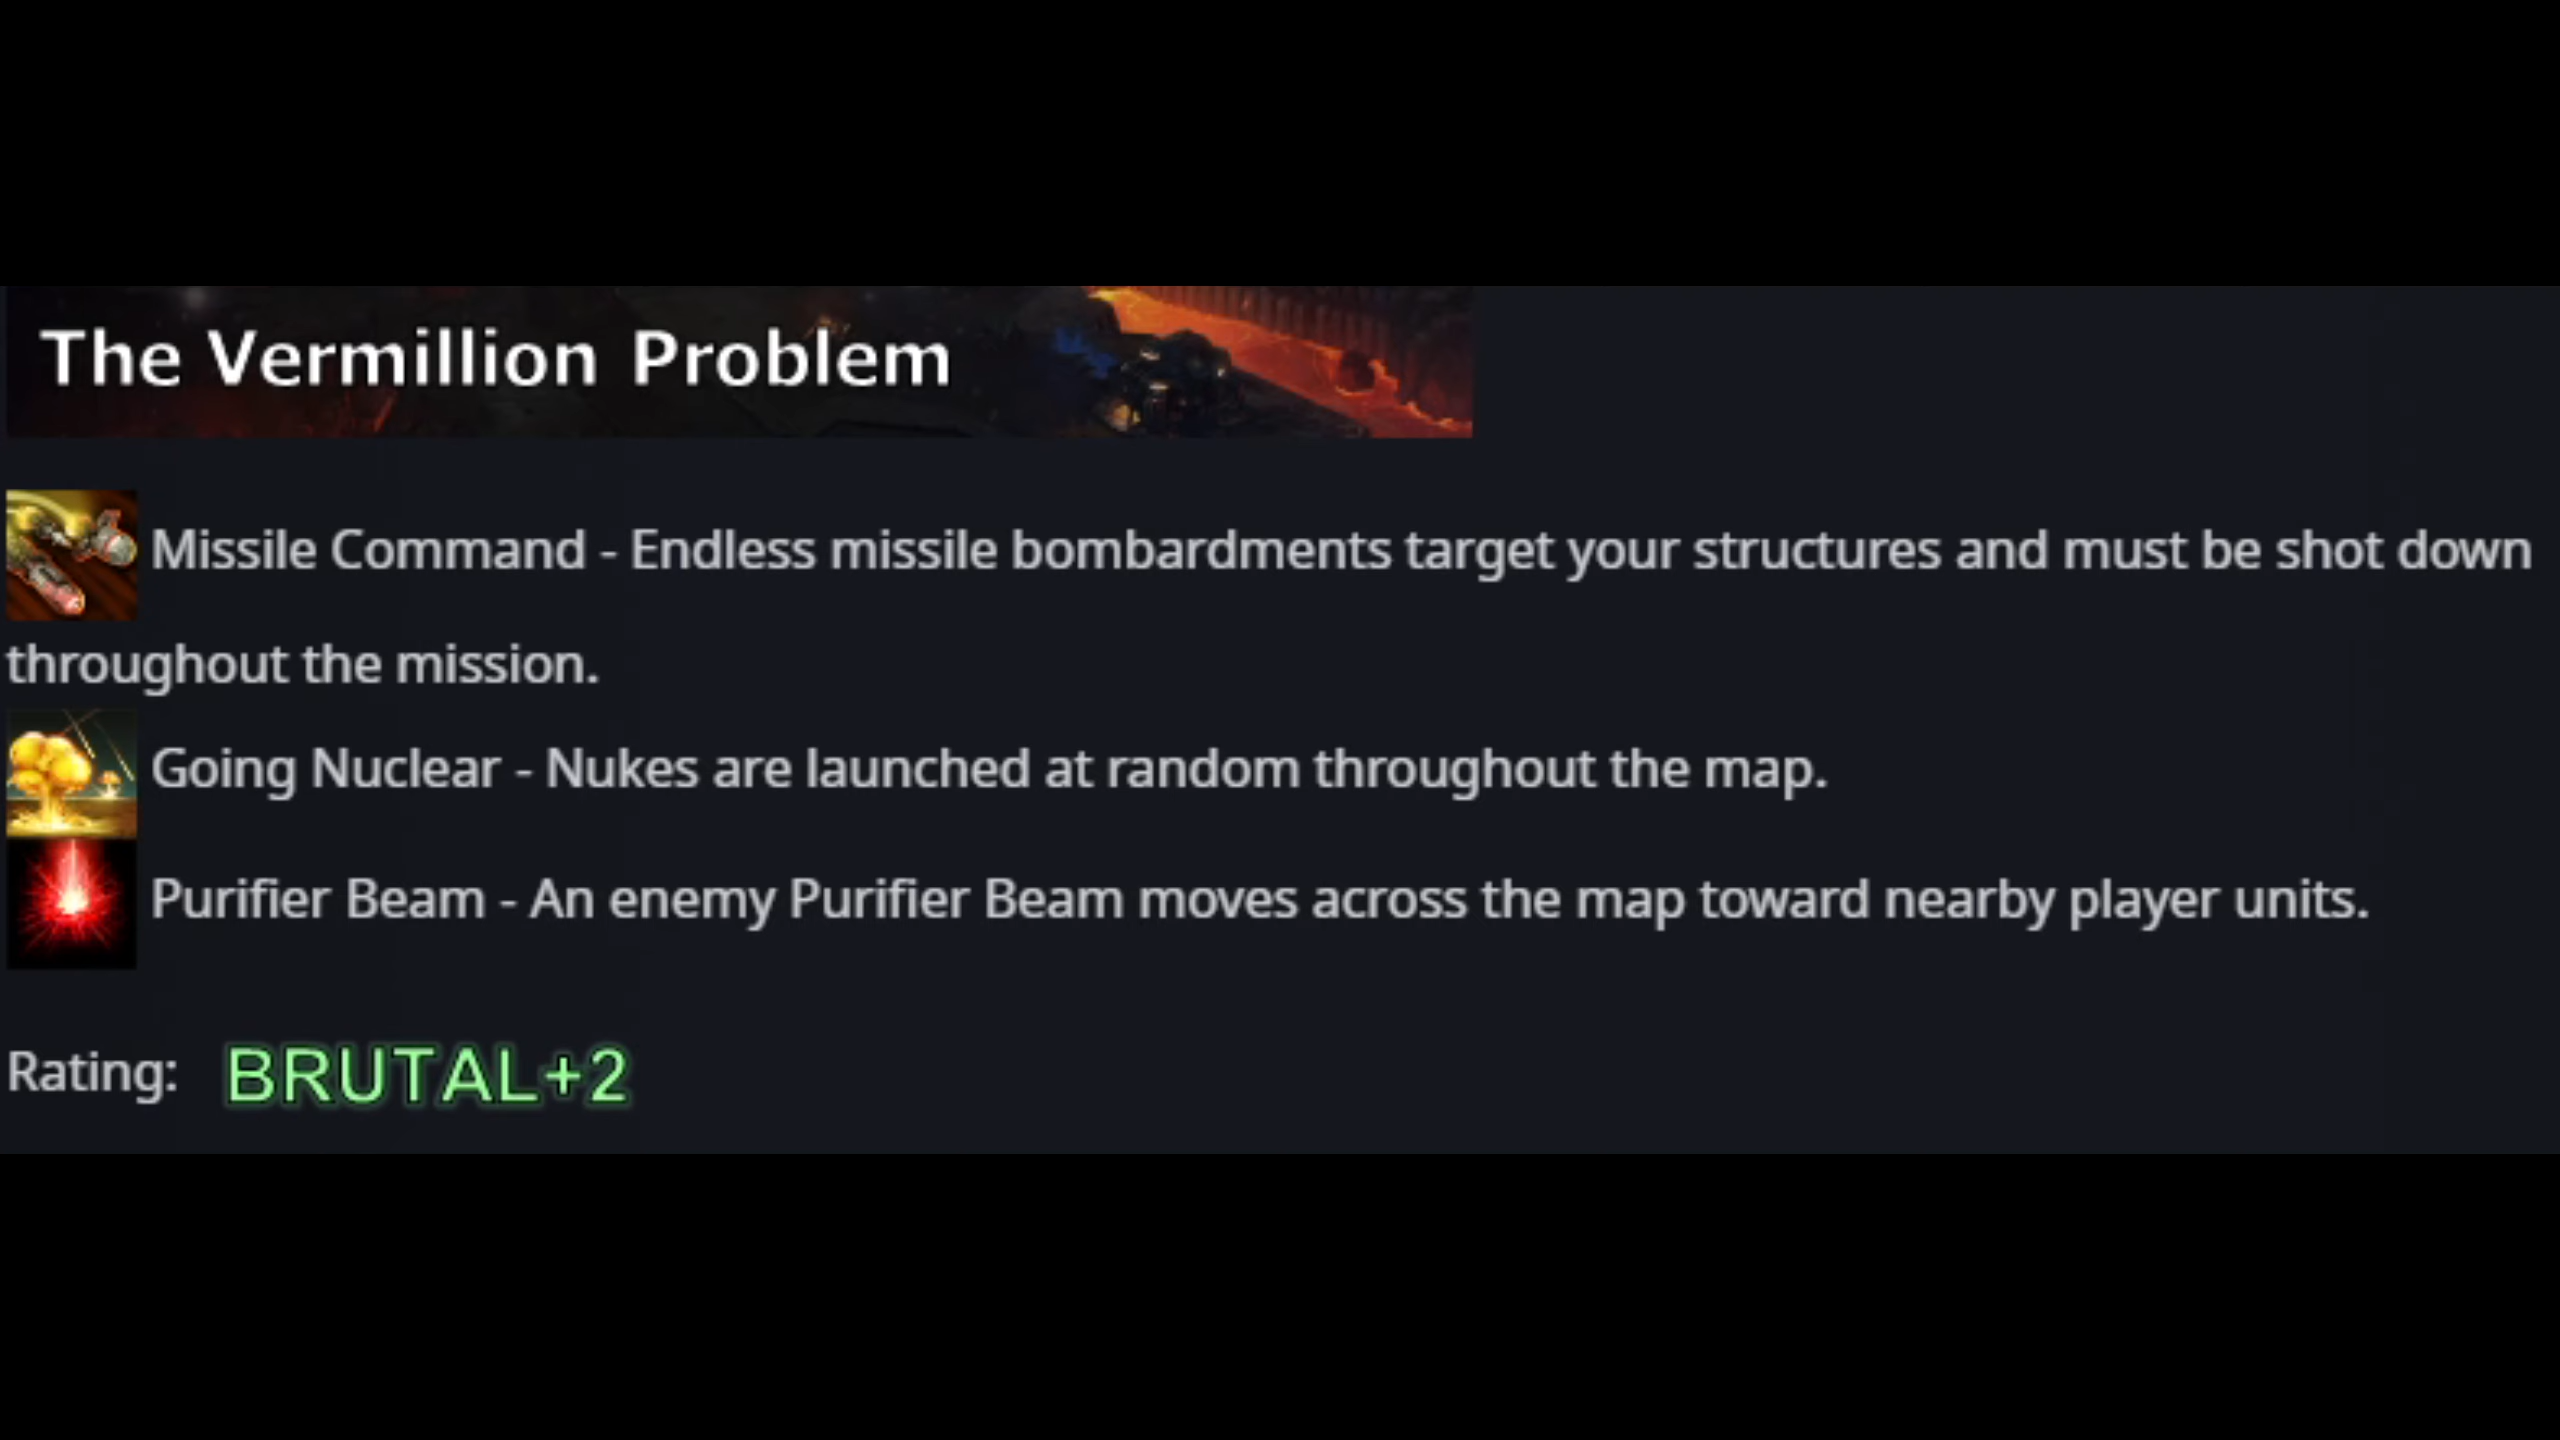 The Vermillion Problem
Missile Command - Endless missile bombardments target your structures and must be shot down
throughout the mission.
Going Nuclear - Nukes are launched at random throughout the map.
Purifier Beam - An enemy Purifier Beam moves across the map toward nearby player units.
Rating: BRUTAL+2